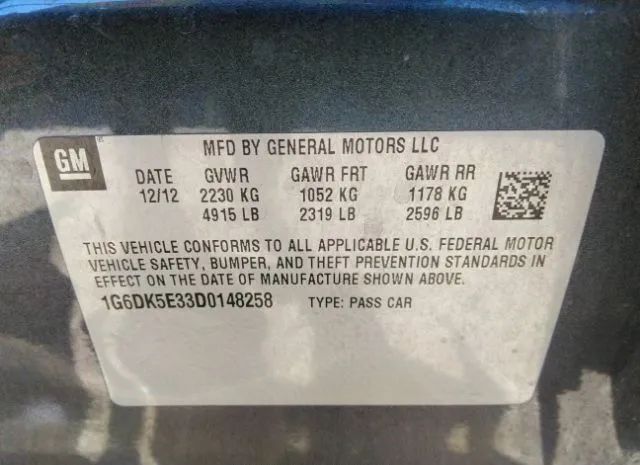 GM
MFD BY GENERAL MOTORS LLC
DATE GVWR GAWR FRT GAWR RR
12/12 2230 KG 1052 KG 1178 KG
4915 LB 2319 LB 2596 LB
THIS VEHICLE CONFORMS TO ALL APPLICABLE U.S. FEDERAL MOTOR
VEHICLE SAFETY, BUMPER, AND THEFT PREVENTION STANDARDS IN
EFFECT ON THE DATE OF MANUFACTURE SHOWN ABOVE.
1G6DK5E33D0148258 TYPE: PASS CAR